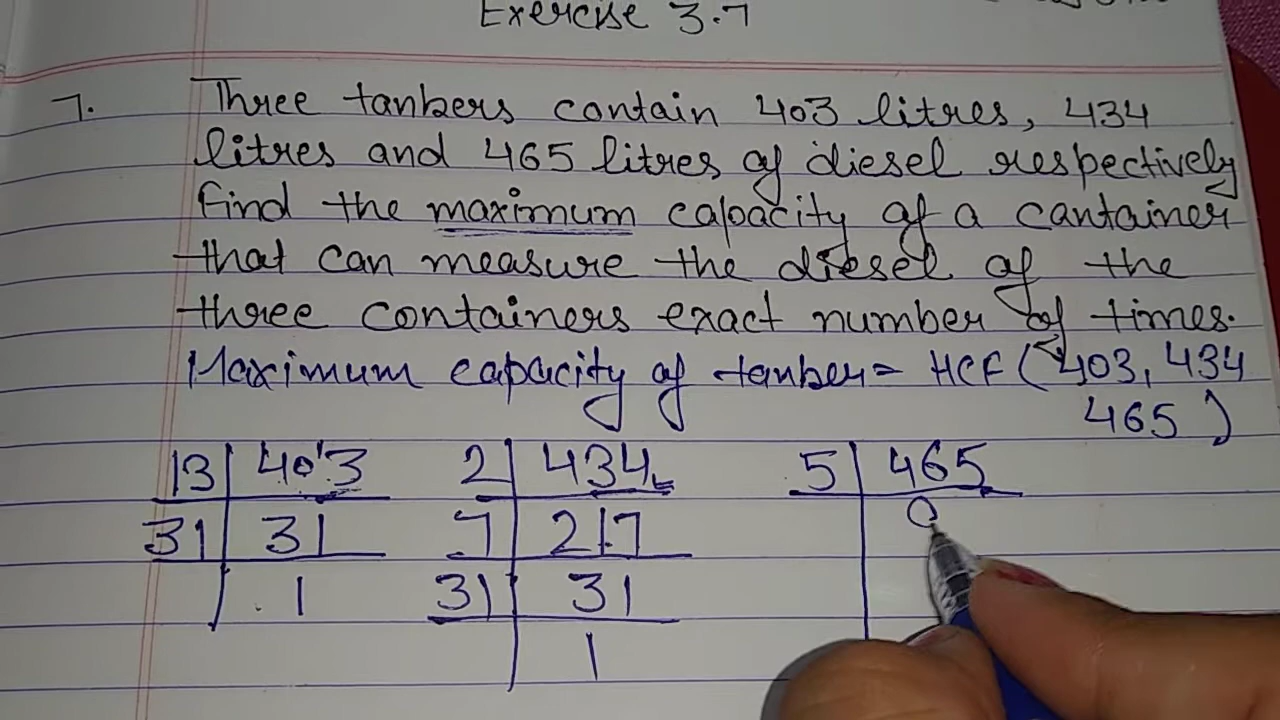 Exercise 3.7
7. Three tankers contain 403 litres, 434
litres and 465 litres of diesel respectively
find the maximum capacity of a cantainer
that can measure the diesel of the
three containers exact number of times.
Maximum capacity of tanker = HCF (403, 434
465)
13 | 403 2 | 434 5 | 465
31 | 31 7 | 217
1 31 | 31
1